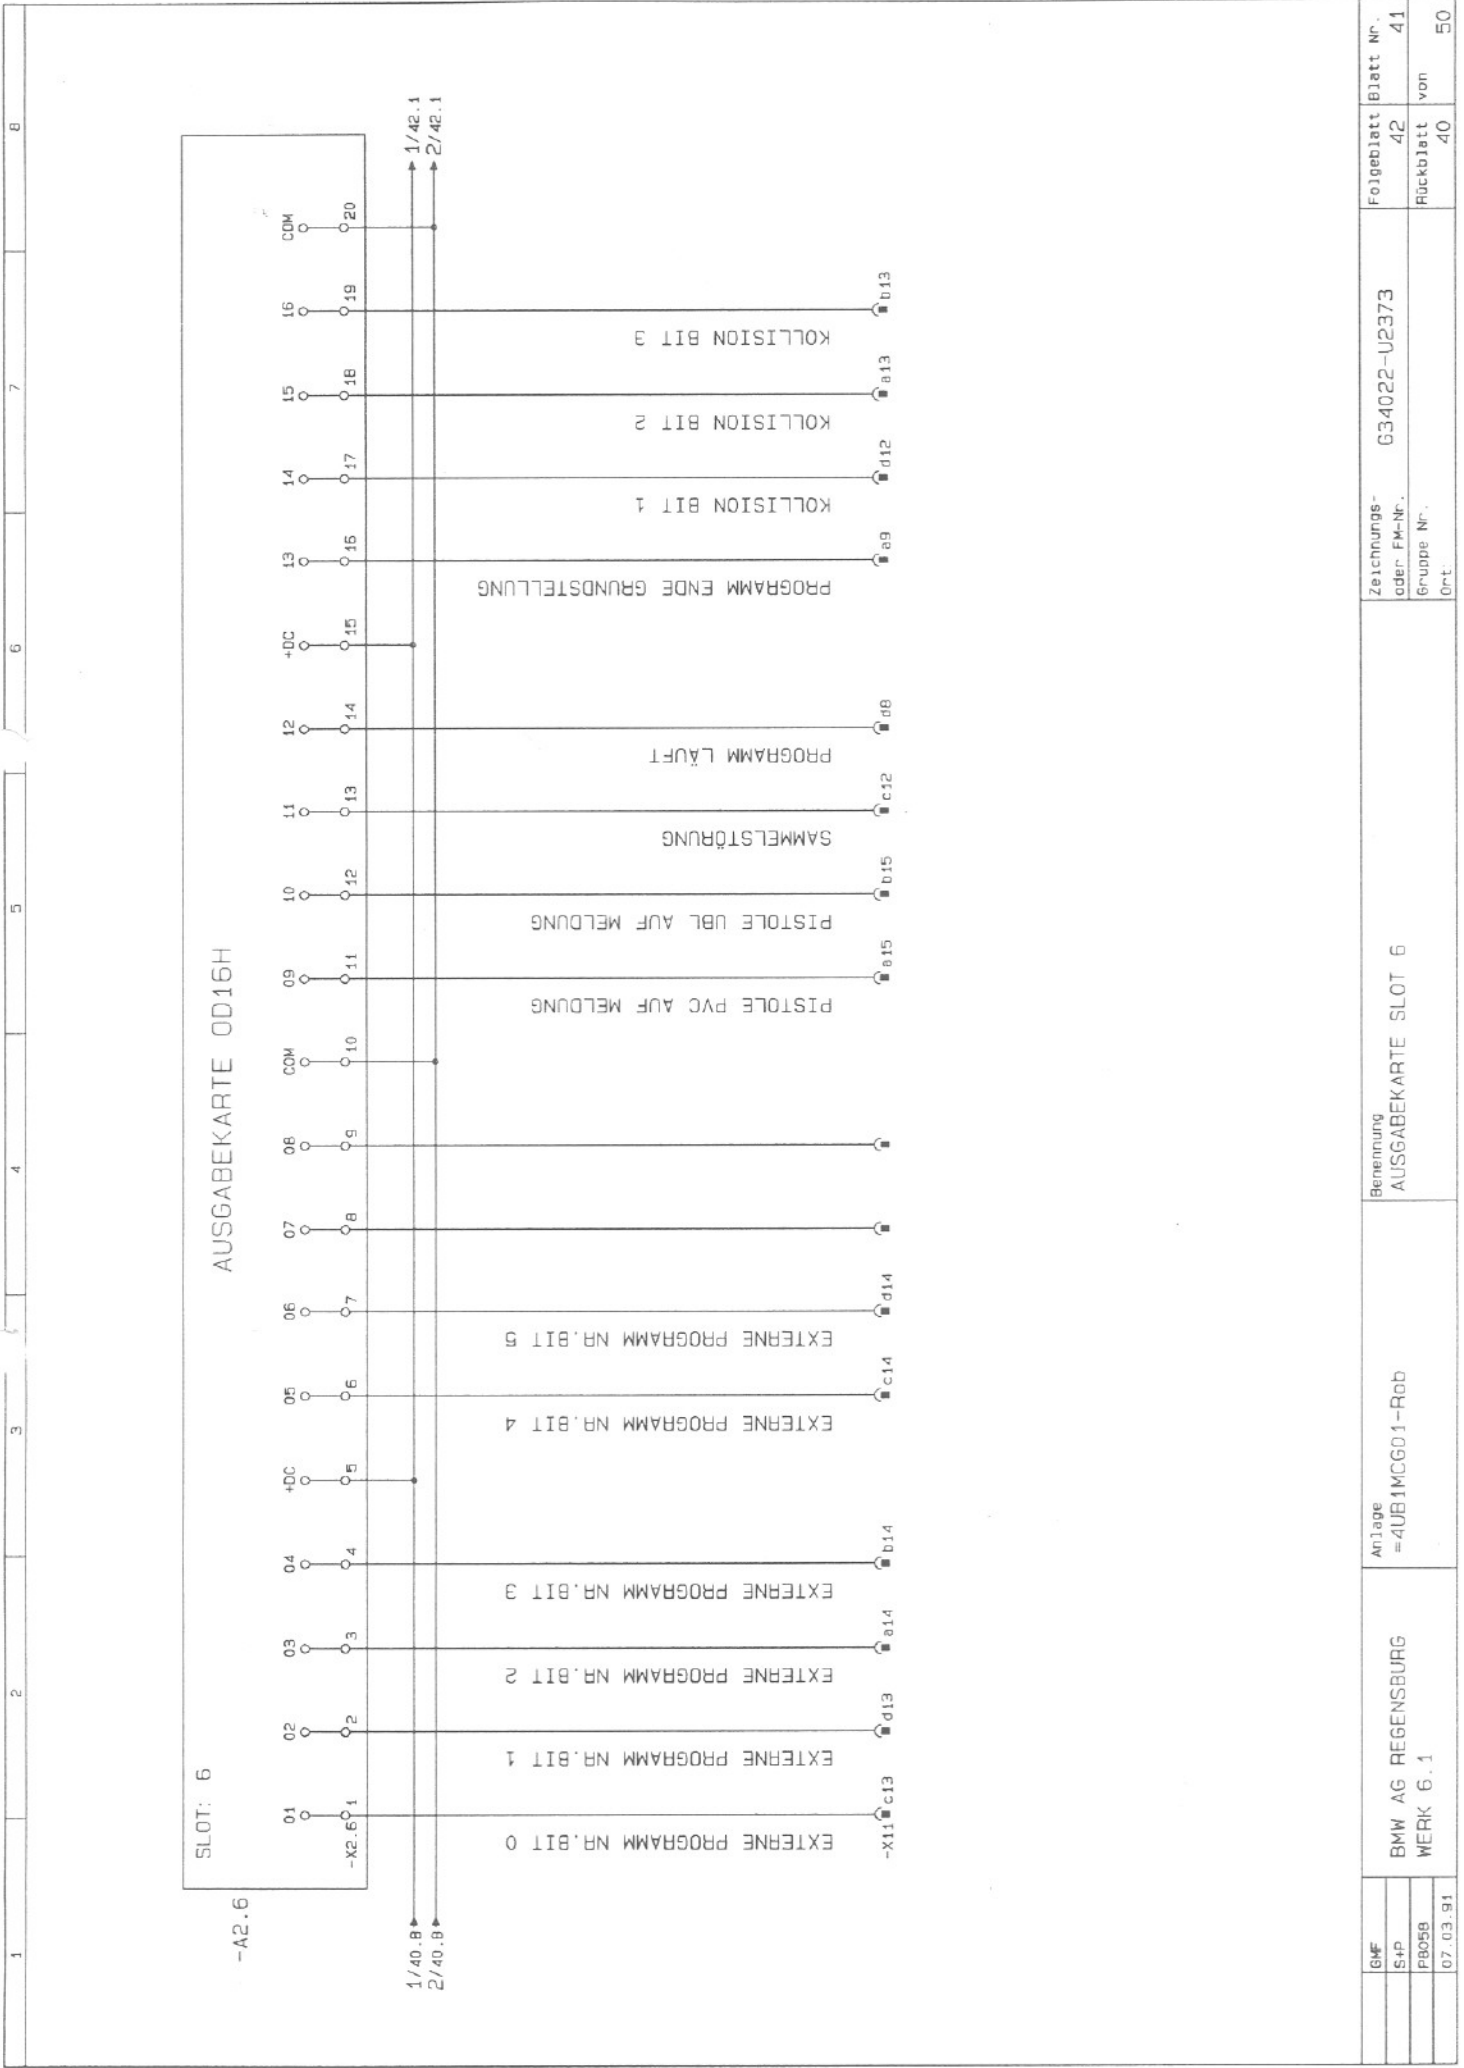 1 2 3 4 5 6 7 8
-A2.6
SLOT: 6
AUSGABEKARTE OD16H
01 02 03 04 +DC 05 06 07 08 COM 09 10 11 12 +DC 13 14 15 16 COM
-X2.6 1 2 3 4 5 6 7 8 9 10 11 12 13 14 15 16 17 18 19 20
1/40.8 1/42.1
2/40.8 2/42.1
EXTERNE PROGRAMM NR.BIT 0
EXTERNE PROGRAMM NR.BIT 1
EXTERNE PROGRAMM NR.BIT 2
EXTERNE PROGRAMM NR.BIT 3
EXTERNE PROGRAMM NR.BIT 4
EXTERNE PROGRAMM NR.BIT 5
PISTOLE PVC AUF MELDUNG
PISTOLE UBL AUF MELDUNG
SAMMELSTÖRUNG
PROGRAMM LÄUFT
PROGRAMM ENDE GRUNDSTELLUNG
KOLLISION BIT 1
KOLLISION BIT 2
KOLLISION BIT 3
-X11 c13 d13 a14 b14 c14 d14 a15 b15 c12 d8 a9 d12 a13 b13
GMF
S+P
PB058
07.03.91
BMW AG REGENSBURG
WERK 6.1
Anlage
=4UB1MCG01-Rob
Benennung
AUSGABEKARTE SLOT 6
Zeichnungs-
oder FM-Nr. G34022-U2373
Gruppe Nr.
Ort:
Folgeblatt Blatt Nr.
42 41
Rückblatt von
40 50